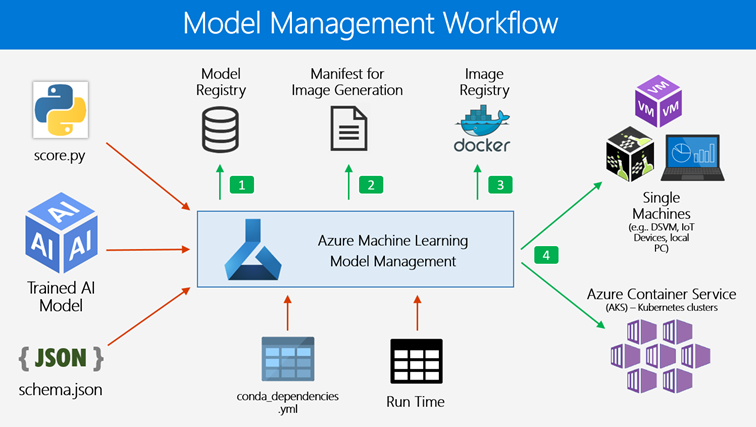 Model Management Workflow
Model
Registry
Manifest for
Image Generation
Image
Registry
docker
VM
VM
VM
score.py
1
2
3
Single
Machines
(e.g.. DSVM, IoT
Devices, local
PC)
AI
AI
AI
Azure Machine Learning
Model Management
4
Trained AI
Model
Azure Container Service
(AKS) – Kubernetes clusters
{ JSON }
schema.json
conda_dependencies
.yml
Run Time